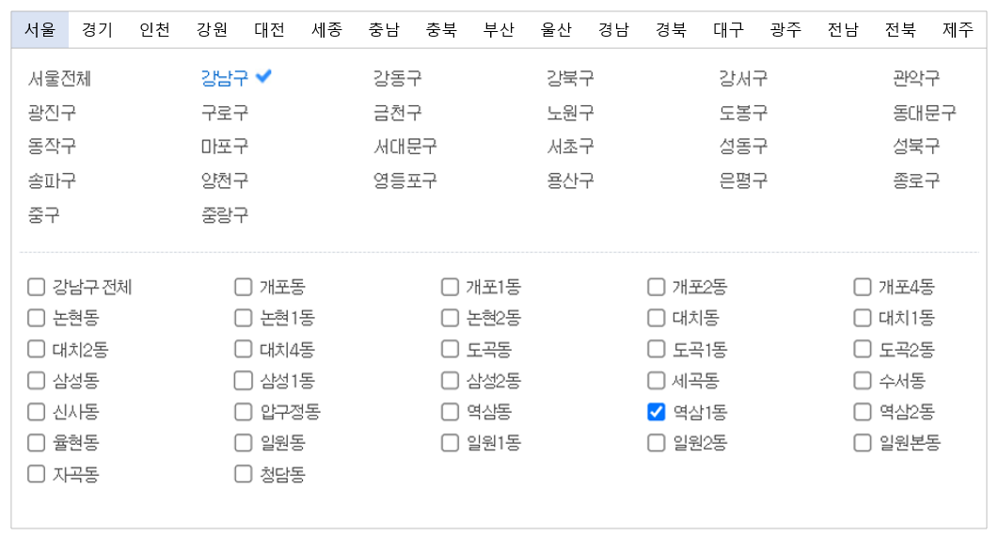 서울 경기 인천 강원 대전 세종 충남 충북 부산 울산 경남 경북 대구 광주 전남 전북 제주
서울전체 강남구 강동구 강북구 강서구 관악구
광진구 구로구 금천구 노원구 도봉구 동대문구
동작구 마포구 서대문구 서초구 성동구 성북구
송파구 양천구 영등포구 용산구 은평구 종로구
중구 중랑구
강남구 전체 개포동 개포1동 개포2동 개포4동
논현동 논현1동 논현2동 대치동 대치1동
대치2동 대치4동 도곡동 도곡1동 도곡2동
삼성동 삼성1동 삼성2동 세곡동 수서동
신사동 압구정동 역삼동 역삼1동 역삼2동
율현동 일원동 일원1동 일원2동 일원본동
자곡동 청담동